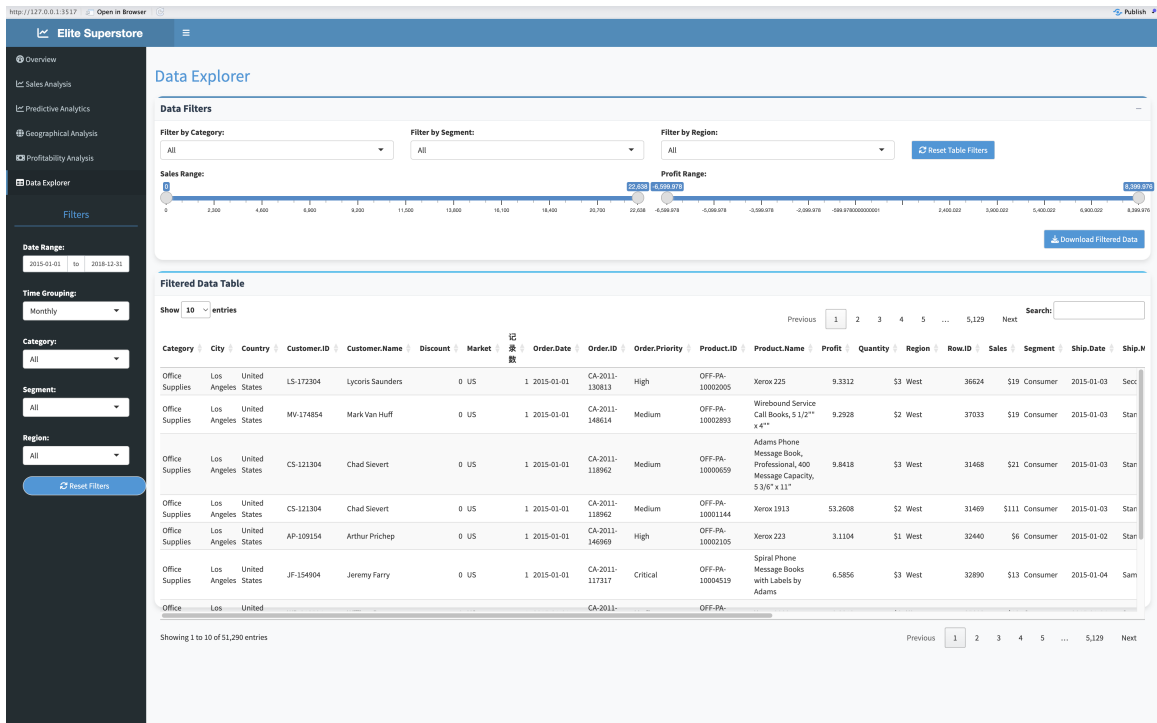 http://127.0.0.1:3517 Open in Browser Publish
Elite Superstore
Overview
Sales Analysis
Predictive Analytics
Geographical Analysis
Profitability Analysis
Data Explorer
Filters
Date Range:
2015-01-01 to 2016-12-31
Time Grouping:
Monthly
Category:
All
Segment:
All
Region:
All
Reset Filters
Data Explorer
Data Filters
Filter by Category: Filter by Segment: Filter by Region:
All All All Reset Table Filters
Sales Range: Profit Range:
0 22,638 -6,599.978 8,399.976
0 2,300 4,600 6,900 9,200 11,500 13,800 16,100 18,400 20,700 22,638 -6,599.978 -5,099.978 -3,599.978 -2,099.978 -599.978000000001 2,400.022 3,900.022 5,400.022 6,900.022 8,399.976
Download Filtered Data
Filtered Data Table
Show 10 entries Search:
Previous 1 2 3 4 5 ... 5,129 Next
Category City Country Customer.ID Customer.Name Discount Market 记录数 Order.Date Order.ID Order.Priority Product.ID Product.Name Profit Quantity Region Row.ID Sales Segment Ship.Date Ship.M
Office Supplies Los Angeles United States LS-172304 Lycoris Saunders 0 US 1 2015-01-01 CA-2011-130813 High OFF-PA-10002005 Xerox 225 9.3312 $3 West 36624 $19 Consumer 2015-01-03 Seco
Office Supplies Los Angeles United States MV-174854 Mark Van Huff 0 US 1 2015-01-01 CA-2011-148614 Medium OFF-PA-10002893 Wirebound Service Call Books, 5 1/2"" x 4"" 9.2928 $2 West 37033 $19 Consumer 2015-01-03 Stan
Office Supplies Los Angeles United States CS-121304 Chad Sievert 0 US 1 2015-01-01 CA-2011-118962 Medium OFF-PA-10000659 Adams Phone Message Book, Professional, 400 Message Capacity, 5 3/6" x 11" 9.8418 $3 West 31468 $21 Consumer 2015-01-03 Stan
Office Supplies Los Angeles United States CS-121304 Chad Sievert 0 US 1 2015-01-01 CA-2011-118962 Medium OFF-PA-10001144 Xerox 1913 53.2608 $2 West 31469 $111 Consumer 2015-01-03 Stan
Office Supplies Los Angeles United States AP-109154 Arthur Prichep 0 US 1 2015-01-01 CA-2011-146969 High OFF-PA-10002105 Xerox 223 3.1104 $1 West 32440 $6 Consumer 2015-01-02 Stan
Office Supplies Los Angeles United States JF-154904 Jeremy Farry 0 US 1 2015-01-01 CA-2011-117317 Critical OFF-PA-10004519 Spiral Phone Message Books with Labels by Adams 6.5856 $3 West 32890 $13 Consumer 2015-01-04 Sam
Office Los United CA-2011- OFF-PA-
Showing 1 to 10 of 51,290 entries
Previous 1 2 3 4 5 ... 5,129 Next